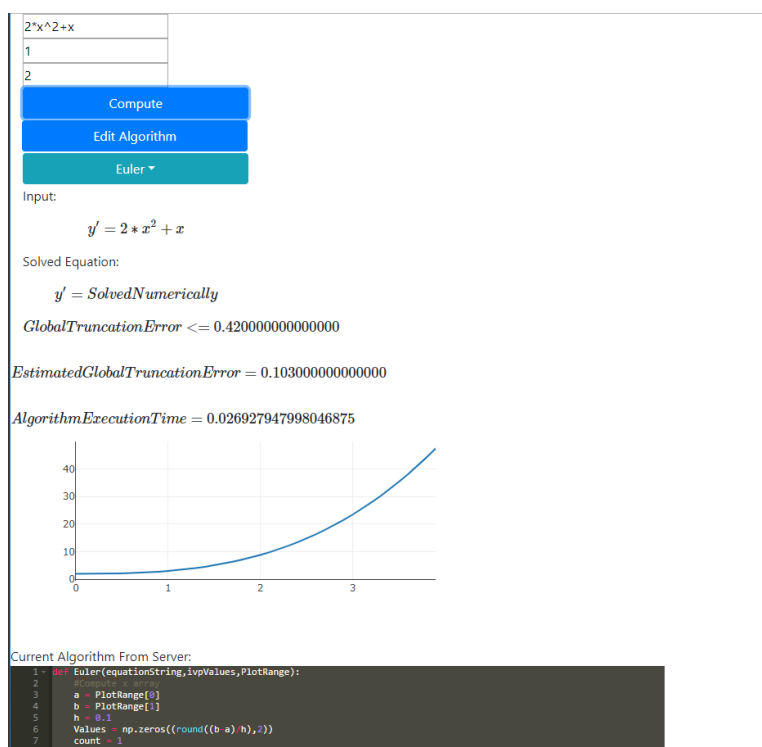 2*x^2+x
1
2
Compute
Edit Algorithm
Euler
Input:
y′ = 2 * x² + x
Solved Equation:
y′ = SolvedNumerically
GlobalTruncationError <= 0.420000000000000
EstimatedGlobalTruncationError = 0.103000000000000
AlgorithmExecutionTime = 0.026927947998046875
40
30
20
10
0
0 1 2 3
Current Algorithm From Server:
1 def Euler(equationString,ivpValues,PlotRange):
2 #Compute x array
3 a = PlotRange[0]
4 b = PlotRange[1]
5 h = 0.1
6 Values = np.zeros((round((b-a)/h),2))
7 count = 1